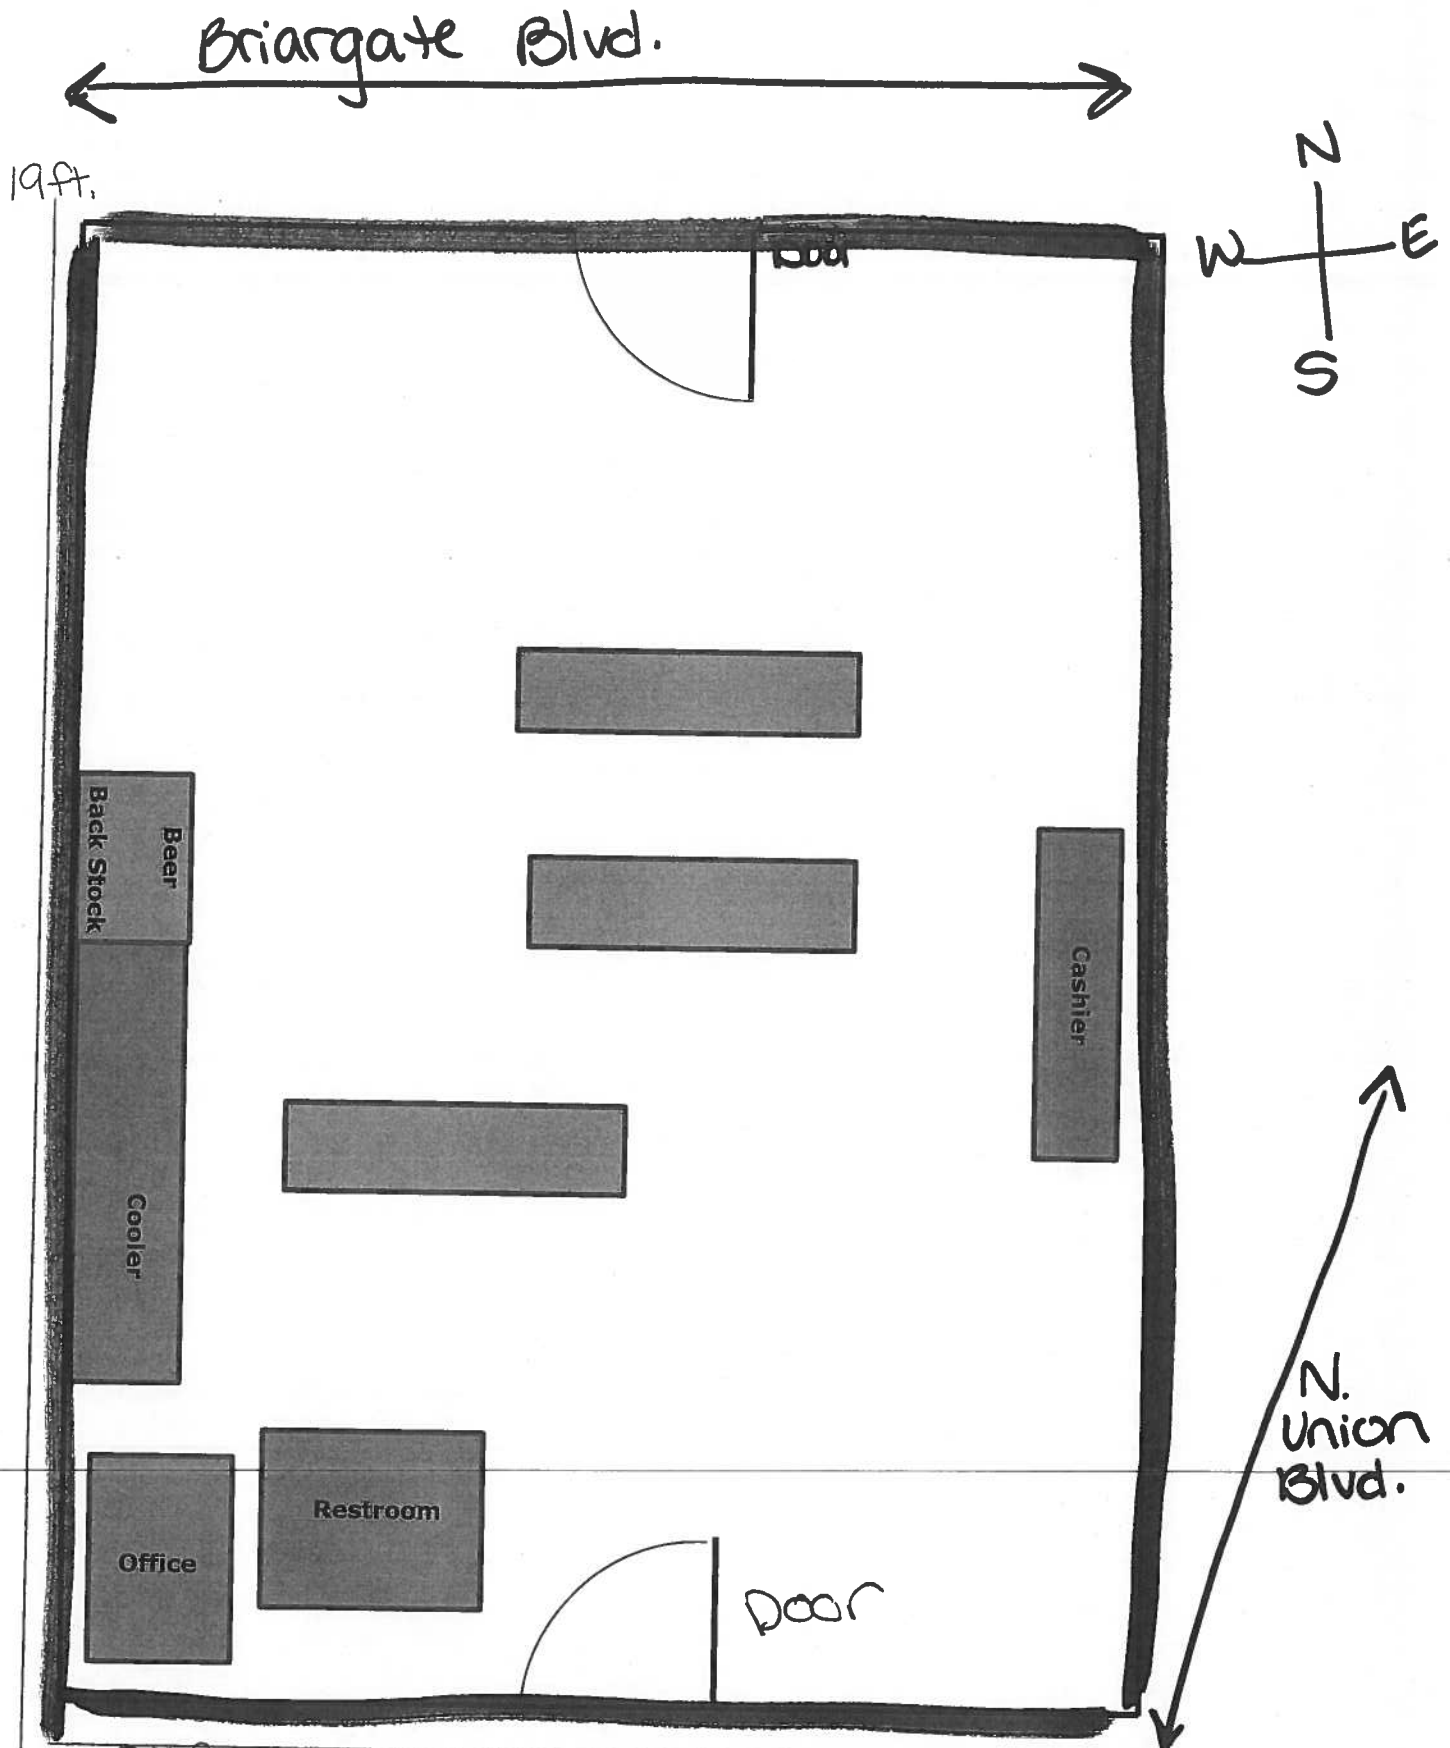 Briargate Blvd.
19ft.
N
W E
S
Beer
Back Stock
Cashier
Cooler
N.
Union
Blvd.
Restroom
Office
Door